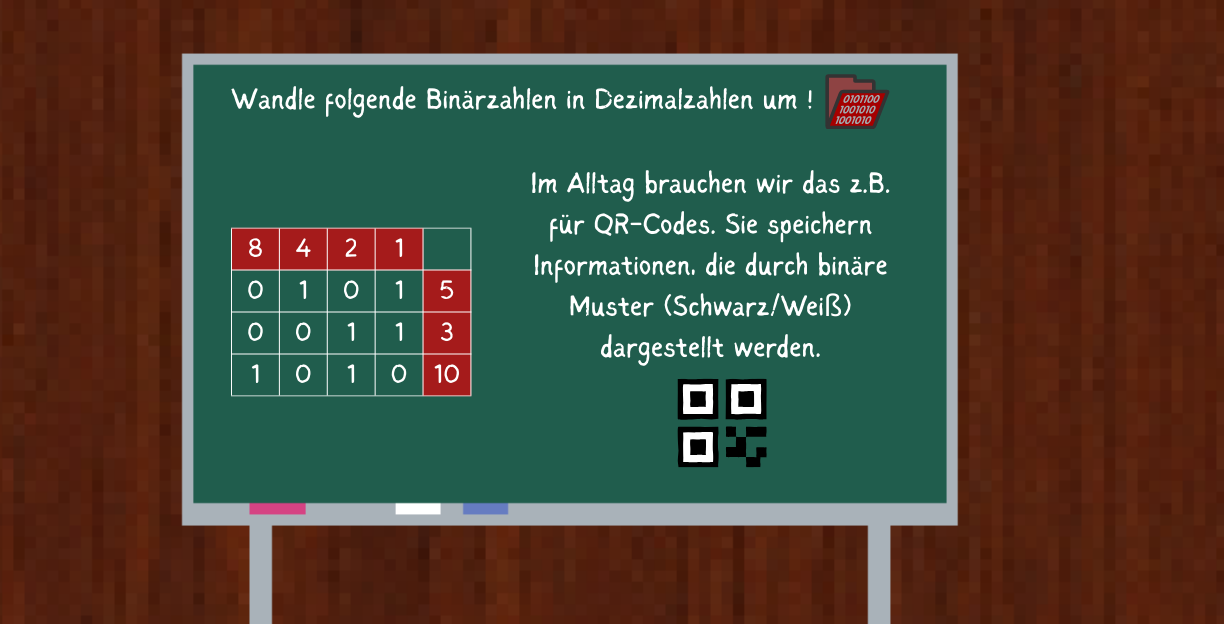 Wandle folgende Binärzahlen in Dezimalzahlen um !
0101100
1001010
1001010
Im Alltag brauchen wir das z.B.
für QR-Codes. Sie speichern
Informationen, die durch binäre
Muster (Schwarz/Weiß)
dargestellt werden.
8 4 2 1
0 1 0 1 5
0 0 1 1 3
1 0 1 0 10